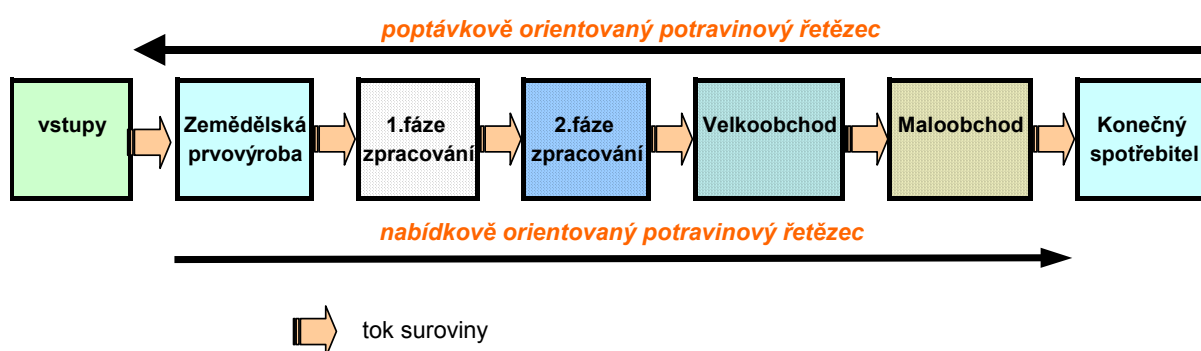 poptávkově orientovaný potravinový řetězec
vstupy
Zemědělská
prvovýroba
1.fáze
zpracování
2.fáze
zpracování
Velkoobchod
Maloobchod
Konečný
spotřebitel
nabídkově orientovaný potravinový řetězec
tok suroviny